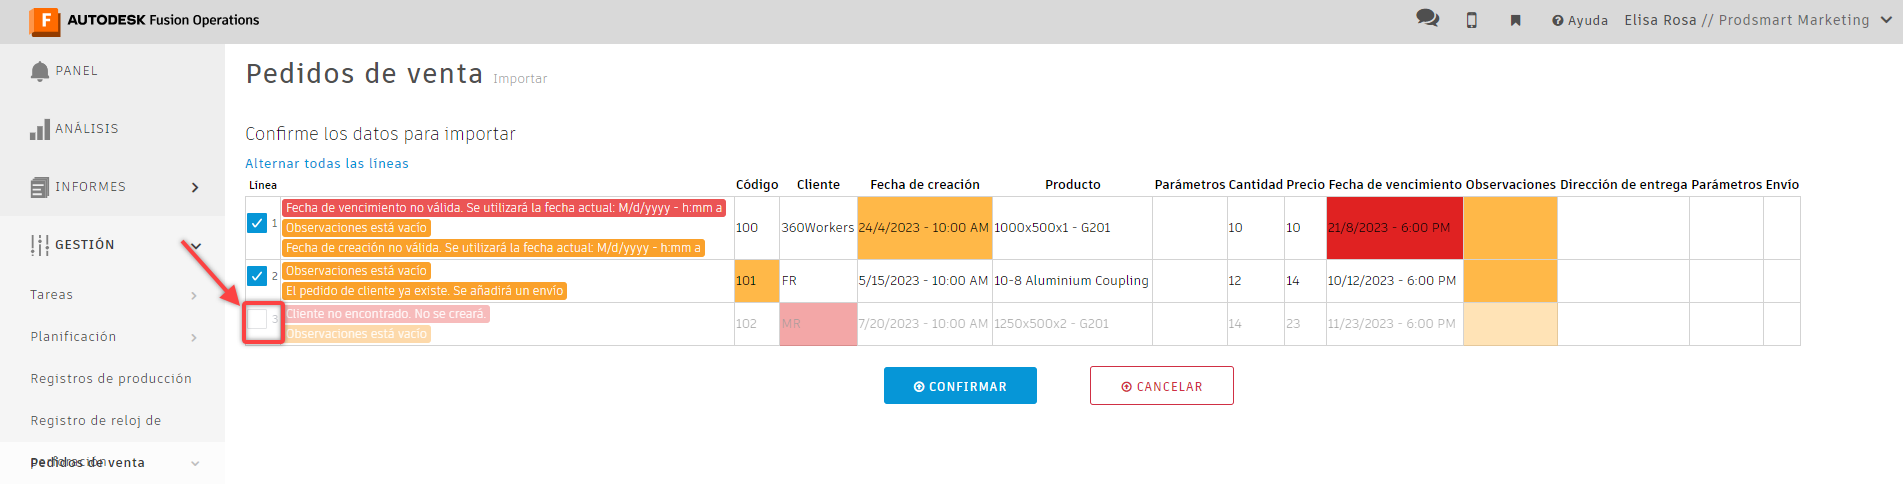 AUTODESK Fusion Operations
Ayuda
Elisa Rosa // Prodsmart Marketing
PANEL
ANÁLISIS
INFORMES
GESTIÓN
Tareas
Planificación
Registros de producción
Registro de reloj de
perforación
Pedidos de venta
Pedidos de venta Importar
Confirme los datos para importar
Alternar todas las líneas
Línea Código Cliente Fecha de creación Producto Parámetros Cantidad Precio Fecha de vencimiento Observaciones Dirección de entrega Parámetros Envío
Fecha de vencimiento no válida. Se utilizará la fecha actual: M/d/yyyy - h:mm a
1 Observaciones está vacío 100 360Workers 24/4/2023 - 10:00 AM 1000x500x1 - G201 10 10 21/8/2023 - 6:00 PM
Fecha de creación no válida. Se utilizará la fecha actual: M/d/yyyy - h:mm a
Observaciones está vacío
2 El pedido de cliente ya existe. Se añadirá un envío 101 FR 5/15/2023 - 10:00 AM 10-8 Aluminium Coupling 12 14 10/12/2023 - 6:00 PM
Cliente no encontrado. No se creará.
3 Observaciones está vacío 102 MR 7/20/2023 - 10:00 AM 1250x500x2 - G201 14 23 11/23/2023 - 6:00 PM
CONFIRMAR
CANCELAR